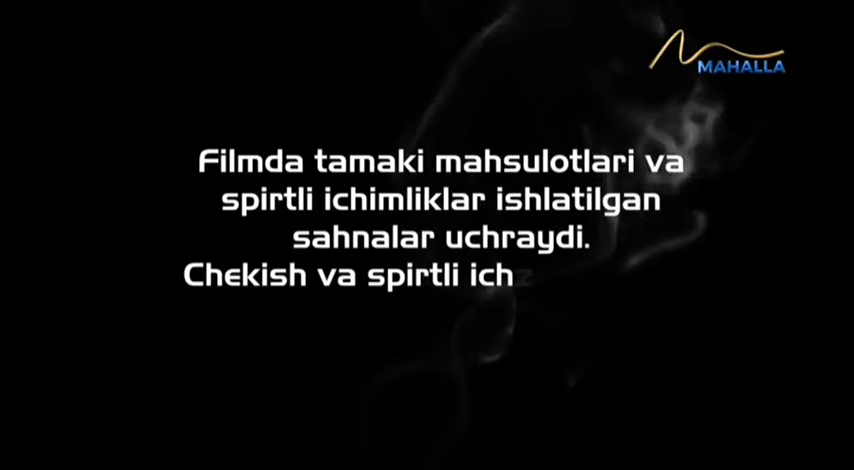 MAHALLA
Filmda tamaki mahsulotlari va
spirtli ichimliklar ishlatilgan
sahnalar uchraydi.
Chekish va spirtli ich